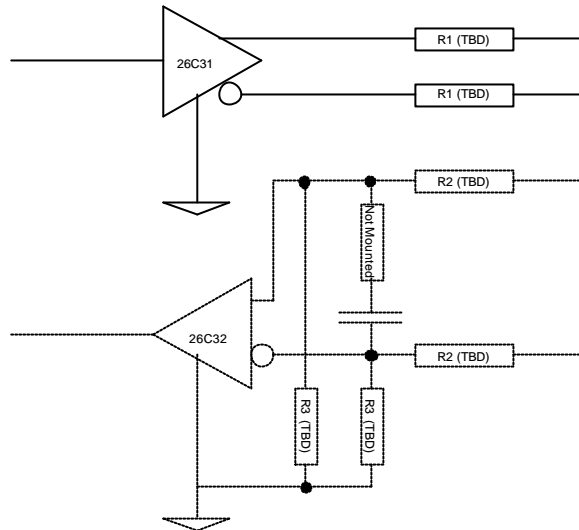 R1 (TBD)
26C31
R1 (TBD)
R2 (TBD)
Not Mounted
26C32
R2 (TBD)
R3 (TBD)
R3 (TBD)